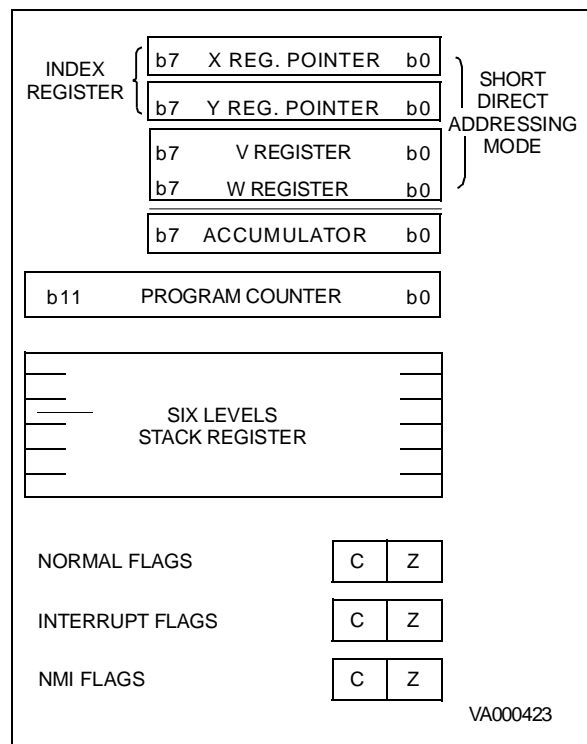 INDEX
REGISTER
b7 X REG. POINTER b0
b7 Y REG. POINTER b0
b7 V REGISTER b0
b7 W REGISTER b0
b7 ACCUMULATOR b0
SHORT
DIRECT
ADDRESSING
MODE
b11 PROGRAM COUNTER b0
SIX LEVELS
STACK REGISTER
NORMAL FLAGS C Z
INTERRUPT FLAGS C Z
NMI FLAGS C Z
VA000423